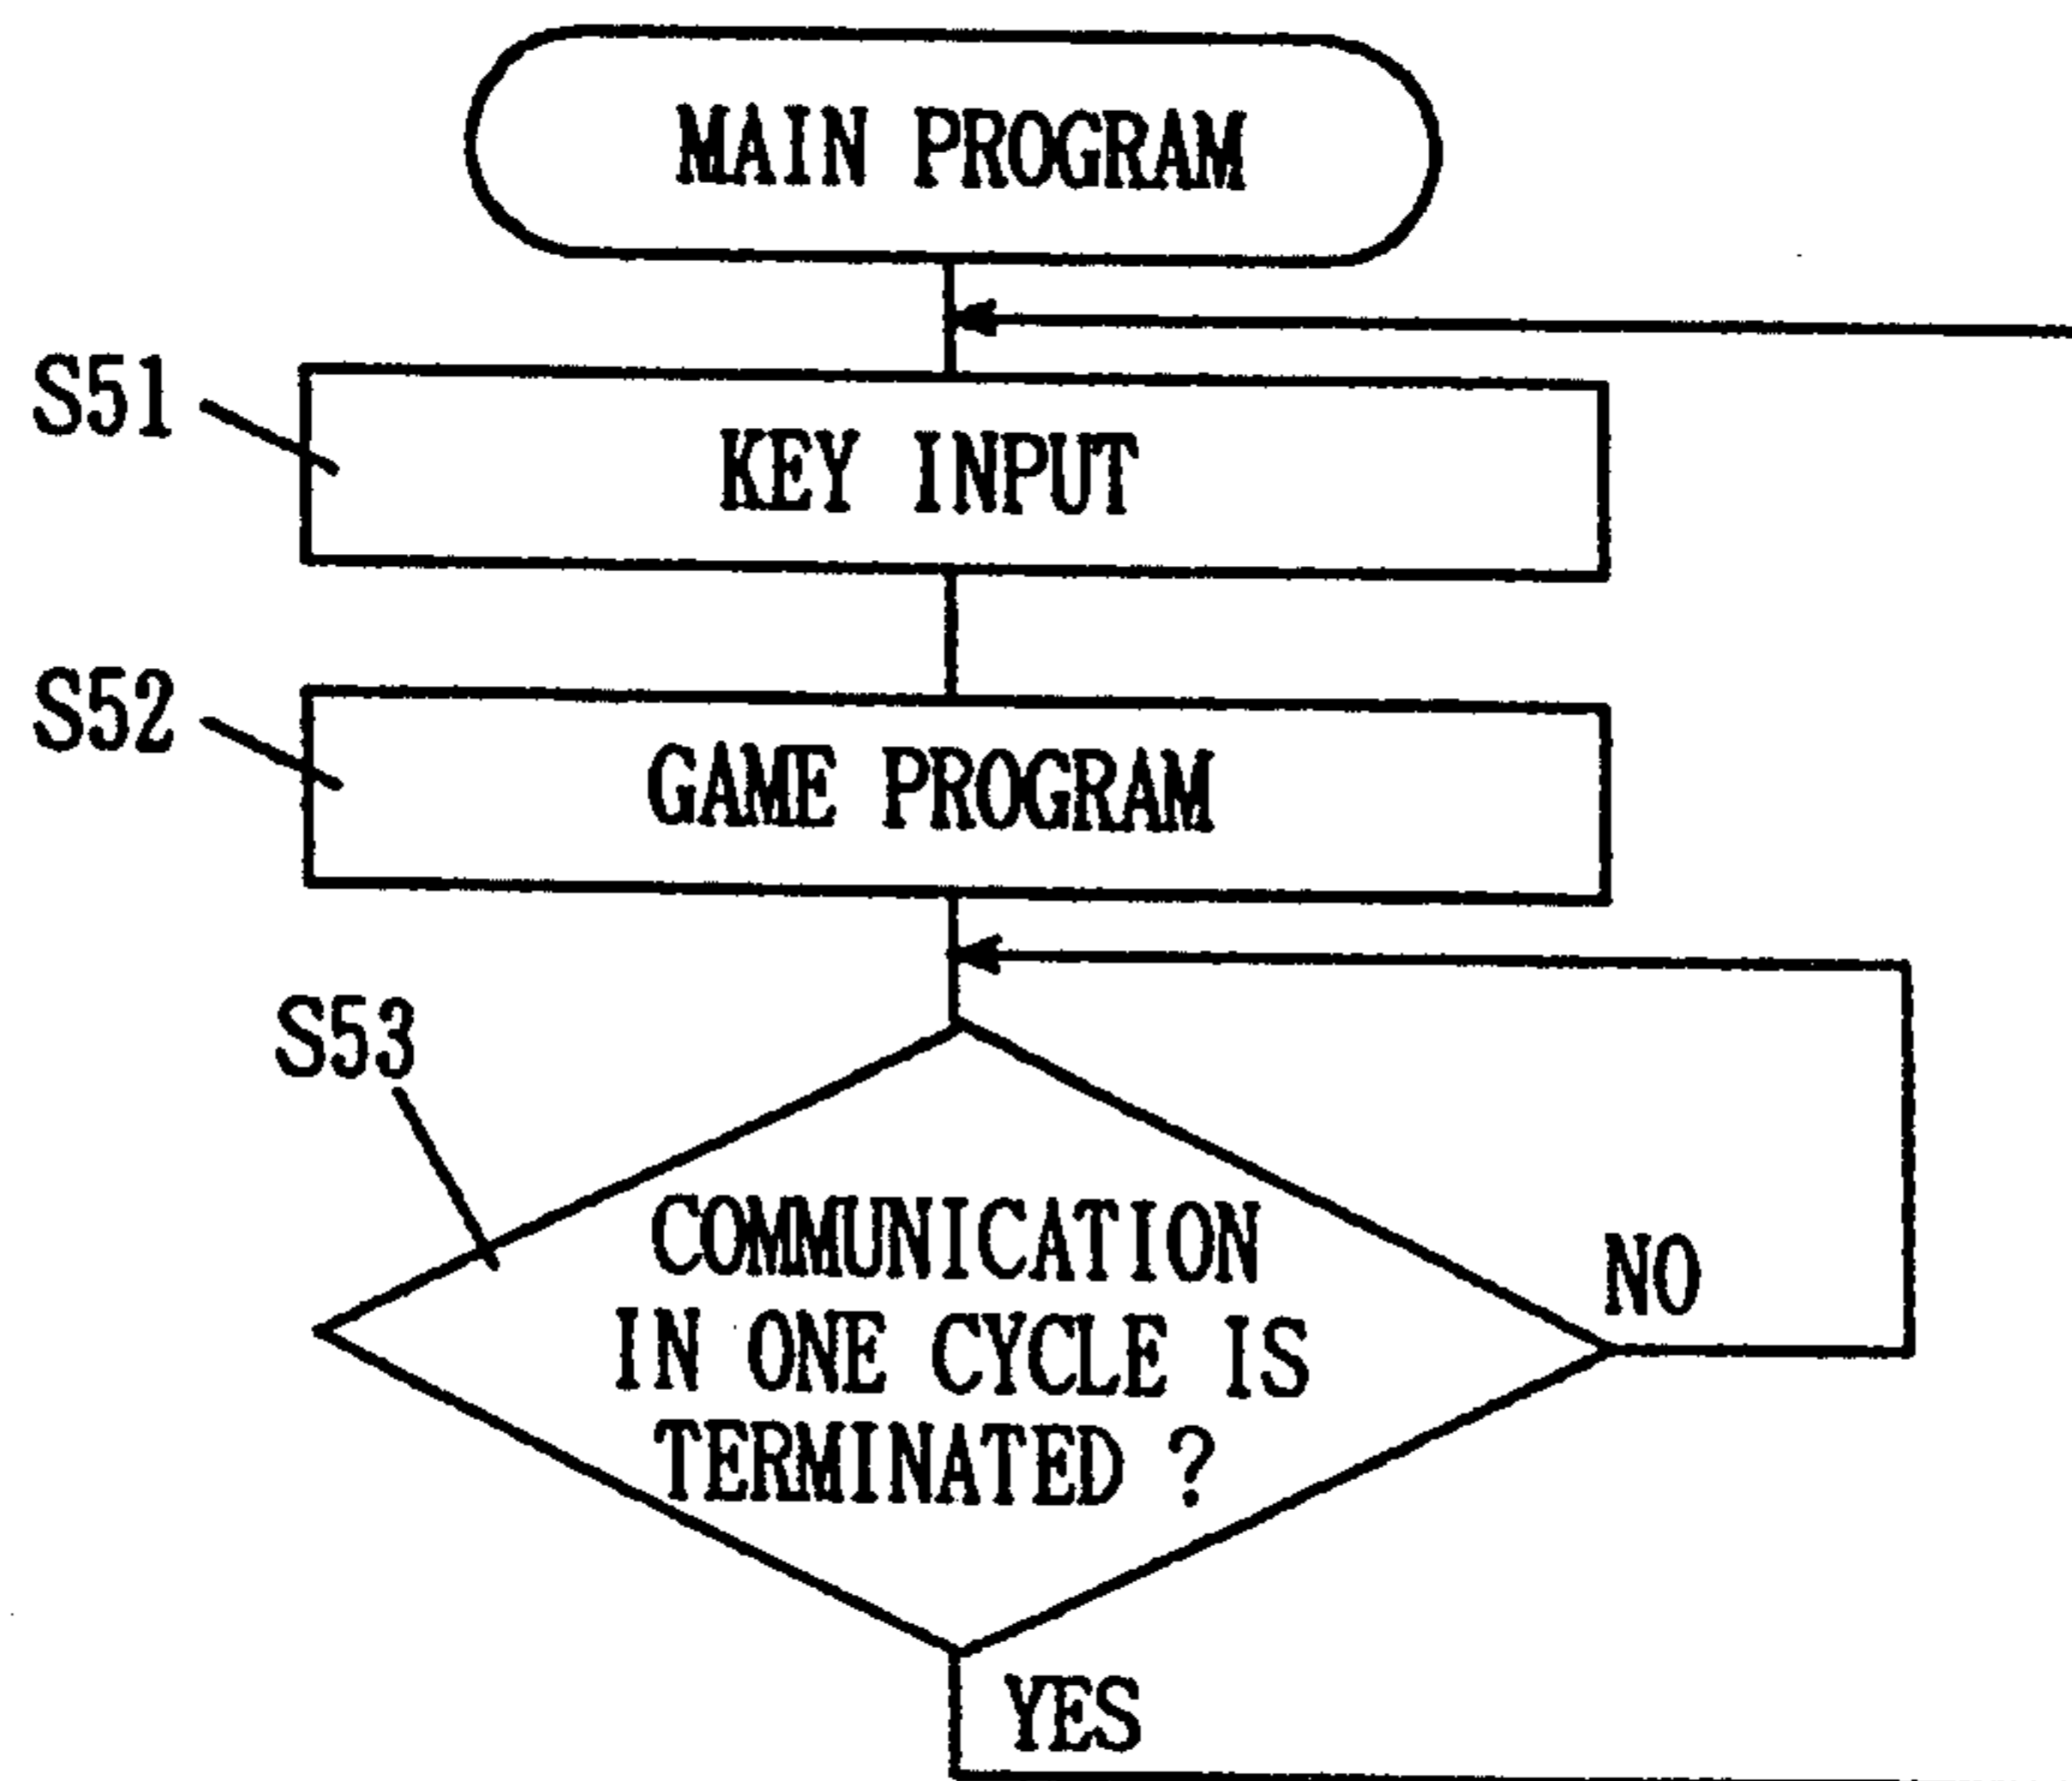 MAIN PROGRAM
S51
KEY INPUT
S52
GAME PROGRAM
S53
COMMUNICATION
IN ONE CYCLE IS
TERMINATED ?
NO
YES